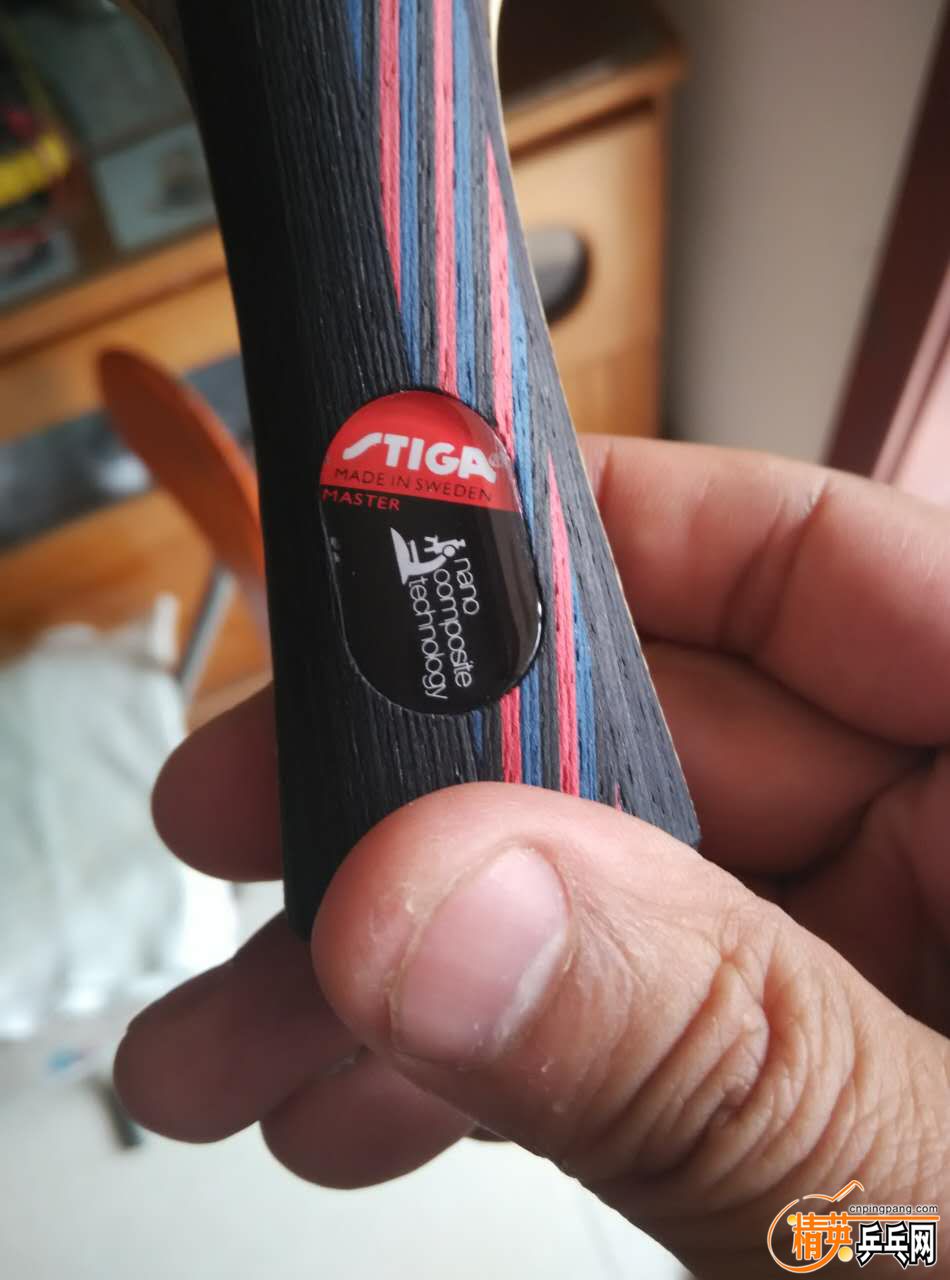 STIGA
MADE IN SWEDEN
MASTER
nano
composite
technology
cnpingpang.com
精英乒乓网